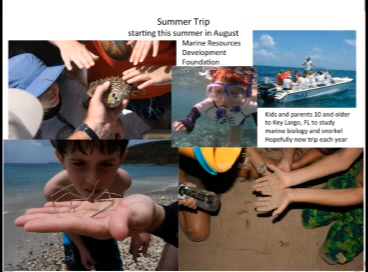 Summer Trip
starting this summer in August
Marine Resources
Development
Foundation
Kids and parents 10 and older
to Key Largo, FL to study
marine biology and snorkel
Hopefully new trip each year